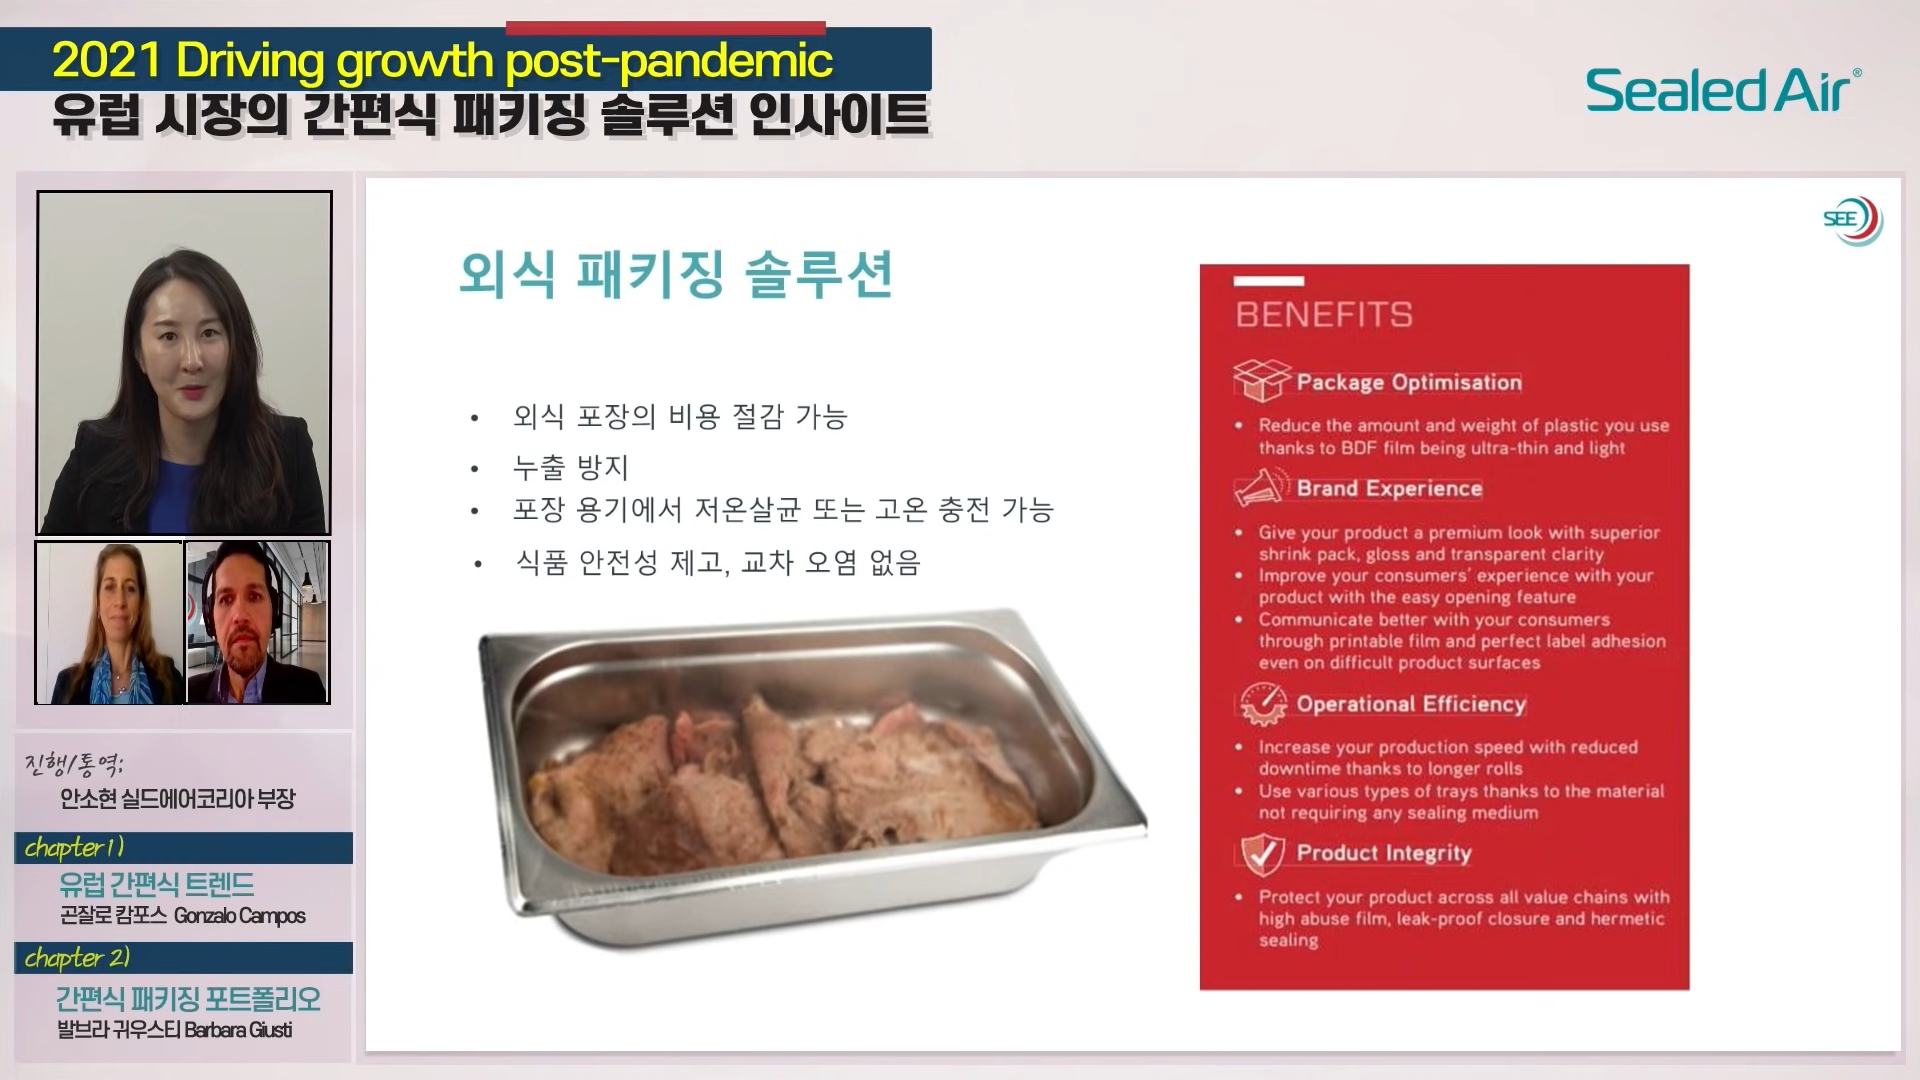 2021 Driving growth post-pandemic
유럽 시장의 간편식 패키징 솔루션 인사이트
Sealed Air®
진행/통역;
안소현 실드에어코리아 부장
chapter 1)
유럽 간편식 트렌드
곤잘로 캄포스 Gonzalo Campos
chapter 2)
간편식 패키징 포트폴리오
발브라 귀우스티 Barbara Giusti
SEE
외식 패키징 솔루션
• 외식 포장의 비용 절감 가능
• 누출 방지
• 포장 용기에서 저온살균 또는 고온 충전 가능
• 식품 안전성 제고, 교차 오염 없음
BENEFITS
Package Optimisation
• Reduce the amount and weight of plastic you use
thanks to BDF film being ultra-thin and light
Brand Experience
• Give your product a premium look with superior
shrink pack, gloss and transparent clarity
• Improve your consumers' experience with your
product with the easy opening feature
• Communicate better with your consumers
through printable film and perfect label adhesion
even on difficult product surfaces
Operational Efficiency
• Increase your production speed with reduced
downtime thanks to longer rolls
• Use various types of trays thanks to the material
not requiring any sealing medium
Product Integrity
• Protect your product across all value chains with
high abuse film, leak-proof closure and hermetic
sealing